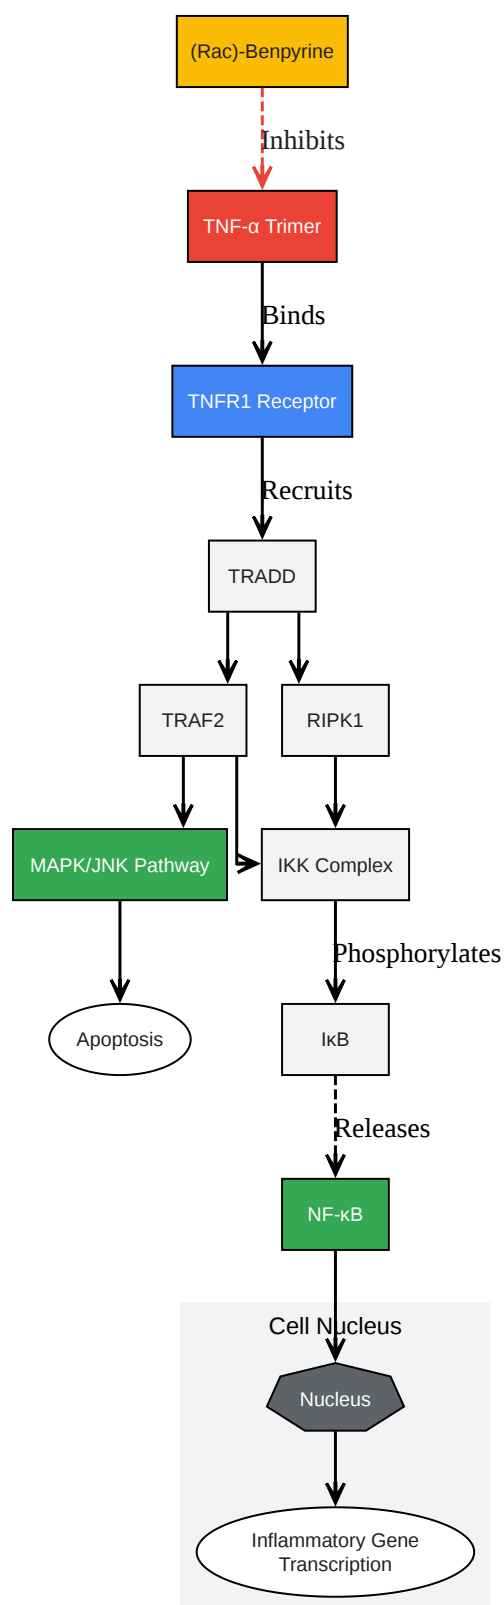 (Rac)-Benpyrine
Inhibits
TNF-α Trimer
Binds
TNFR1 Receptor
Recruits
TRADD
TRAF2
RIPK1
MAPK/JNK Pathway
IKK Complex
Phosphorylates
Apoptosis
IκB
Releases
NF-κB
Cell Nucleus
Nucleus
Inflammatory Gene
Transcription